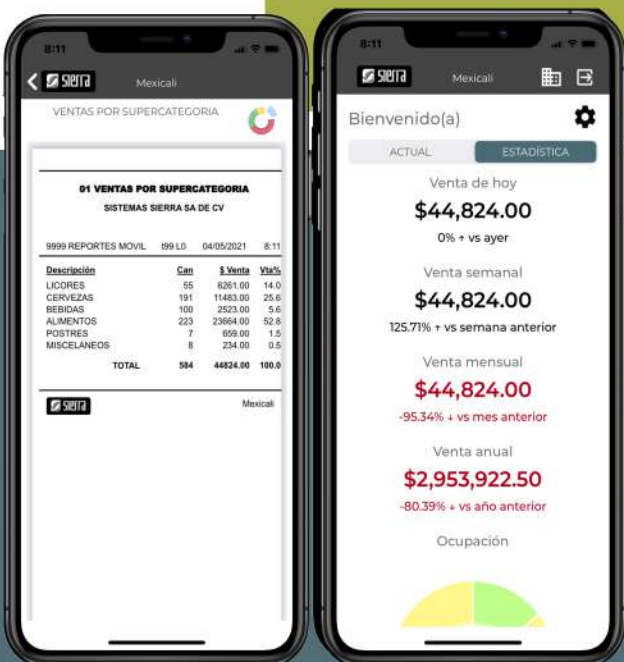 8:11
sierra
Mexicali
VENTAS POR SUPERCATEGORIA
01 VENTAS POR SUPERCATEGORIA
SISTEMAS SIERRA SA DE CV
9999 REPORTES MOVIL t99 L0 04/05/2021 8:11
Descripción Can $ Venta Vta%
LICORES 55 6261.00 14.0
CERVEZAS 191 11483.00 25.6
BEBIDAS 100 2523.00 5.6
ALIMENTOS 223 23664.00 52.8
POSTRES 7 659.00 1.5
MISCELANEOS 8 234.00 0.5
TOTAL 584 44824.00 100.0
sierra Mexicali
8:11
sierra
Mexicali
Bienvenido(a)
ACTUAL ESTADÍSTICA
Venta de hoy
$44,824.00
0% ↑ vs ayer
Venta semanal
$44,824.00
125.71% ↑ vs semana anterior
Venta mensual
$44,824.00
-95.34% ↓ vs mes anterior
Venta anual
$2,953,922.50
-80.39% ↓ vs año anterior
Ocupación